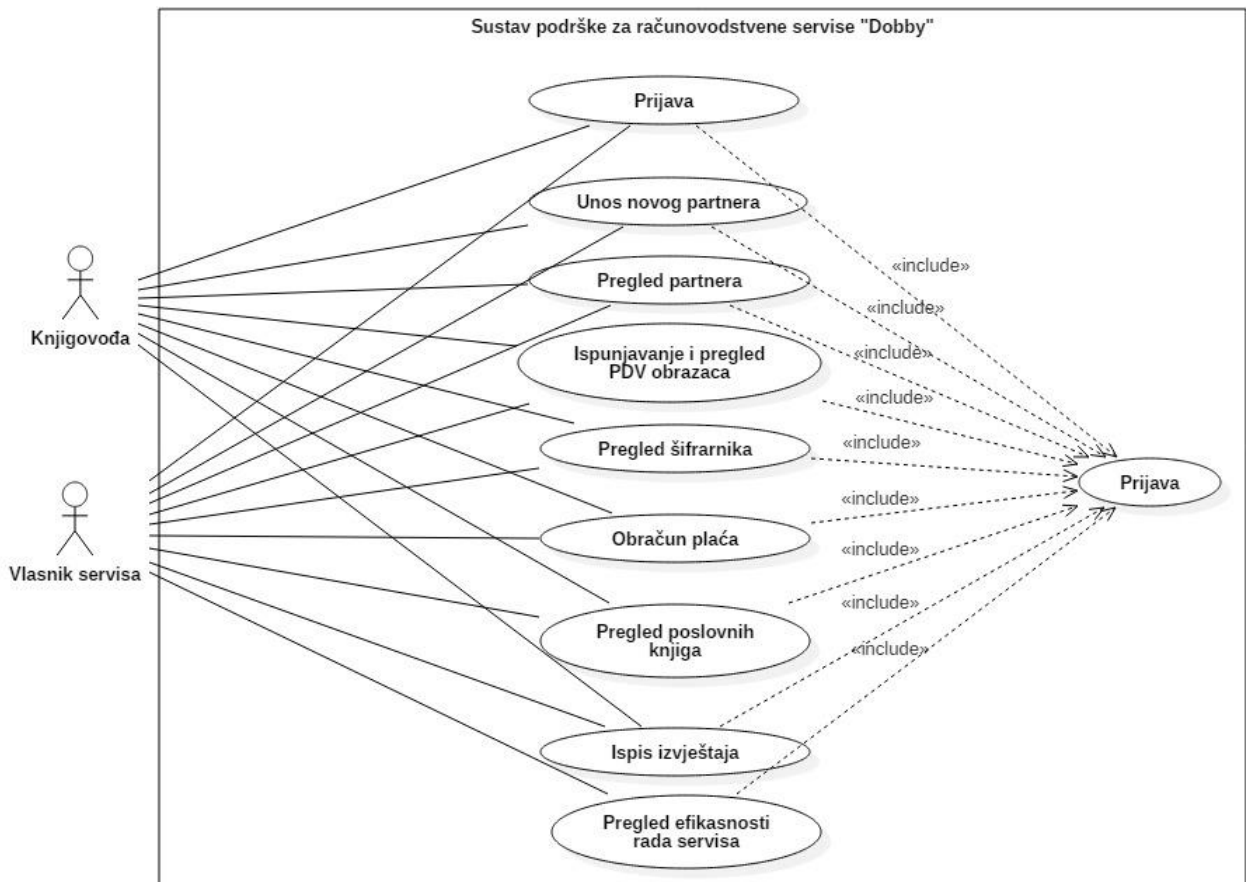 Sustav podrške za računovodstvene servise "Dobby"
Prijava
Unos novog partnera
Pregled partnera
Ispunjavanje i pregled
PDV obrazaca
Pregled šifrarnika
Obračun plaća
Pregled poslovnih
knjiga
Ispis izvještaja
Pregled efikasnosti
rada servisa
Knjigovođa
Vlasnik servisa
«include»
«include»
«include»
«include»
«include»
«include»
«include»
«include»
«include»
Prijava